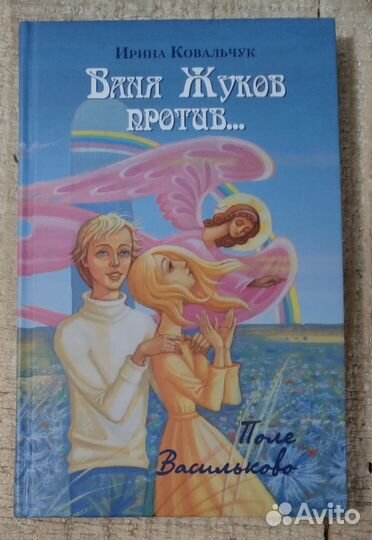 Ирина Ковальчук
Ваня Жуков
против...
Поле
Васильково
Avito